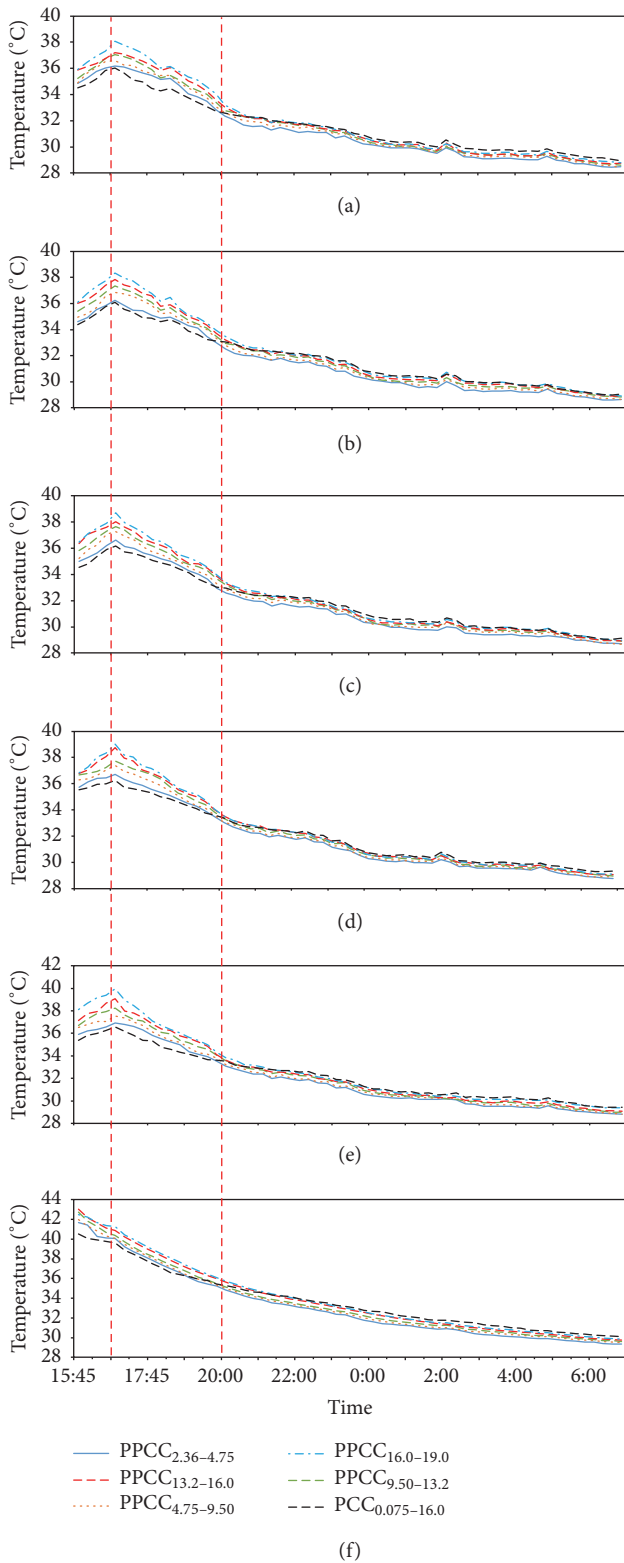 Temperature (°C)
40
38
36
34
32
30
28
(a)
Temperature (°C)
40
38
36
34
32
30
28
(b)
Temperature (°C)
40
38
36
34
32
30
28
(c)
Temperature (°C)
40
38
36
34
32
30
28
(d)
Temperature (°C)
42
40
38
36
34
32
30
28
(e)
Temperature (°C)
44
42
40
38
36
34
32
30
28
15:45 17:45 20:00 22:00 0:00 2:00 4:00 6:00
Time
PPCC2.36–4.75 PPCC16.0–19.0
PPCC13.2–16.0 PPCC9.50–13.2
PPCC4.75–9.50 PCC0.075–16.0
(f)